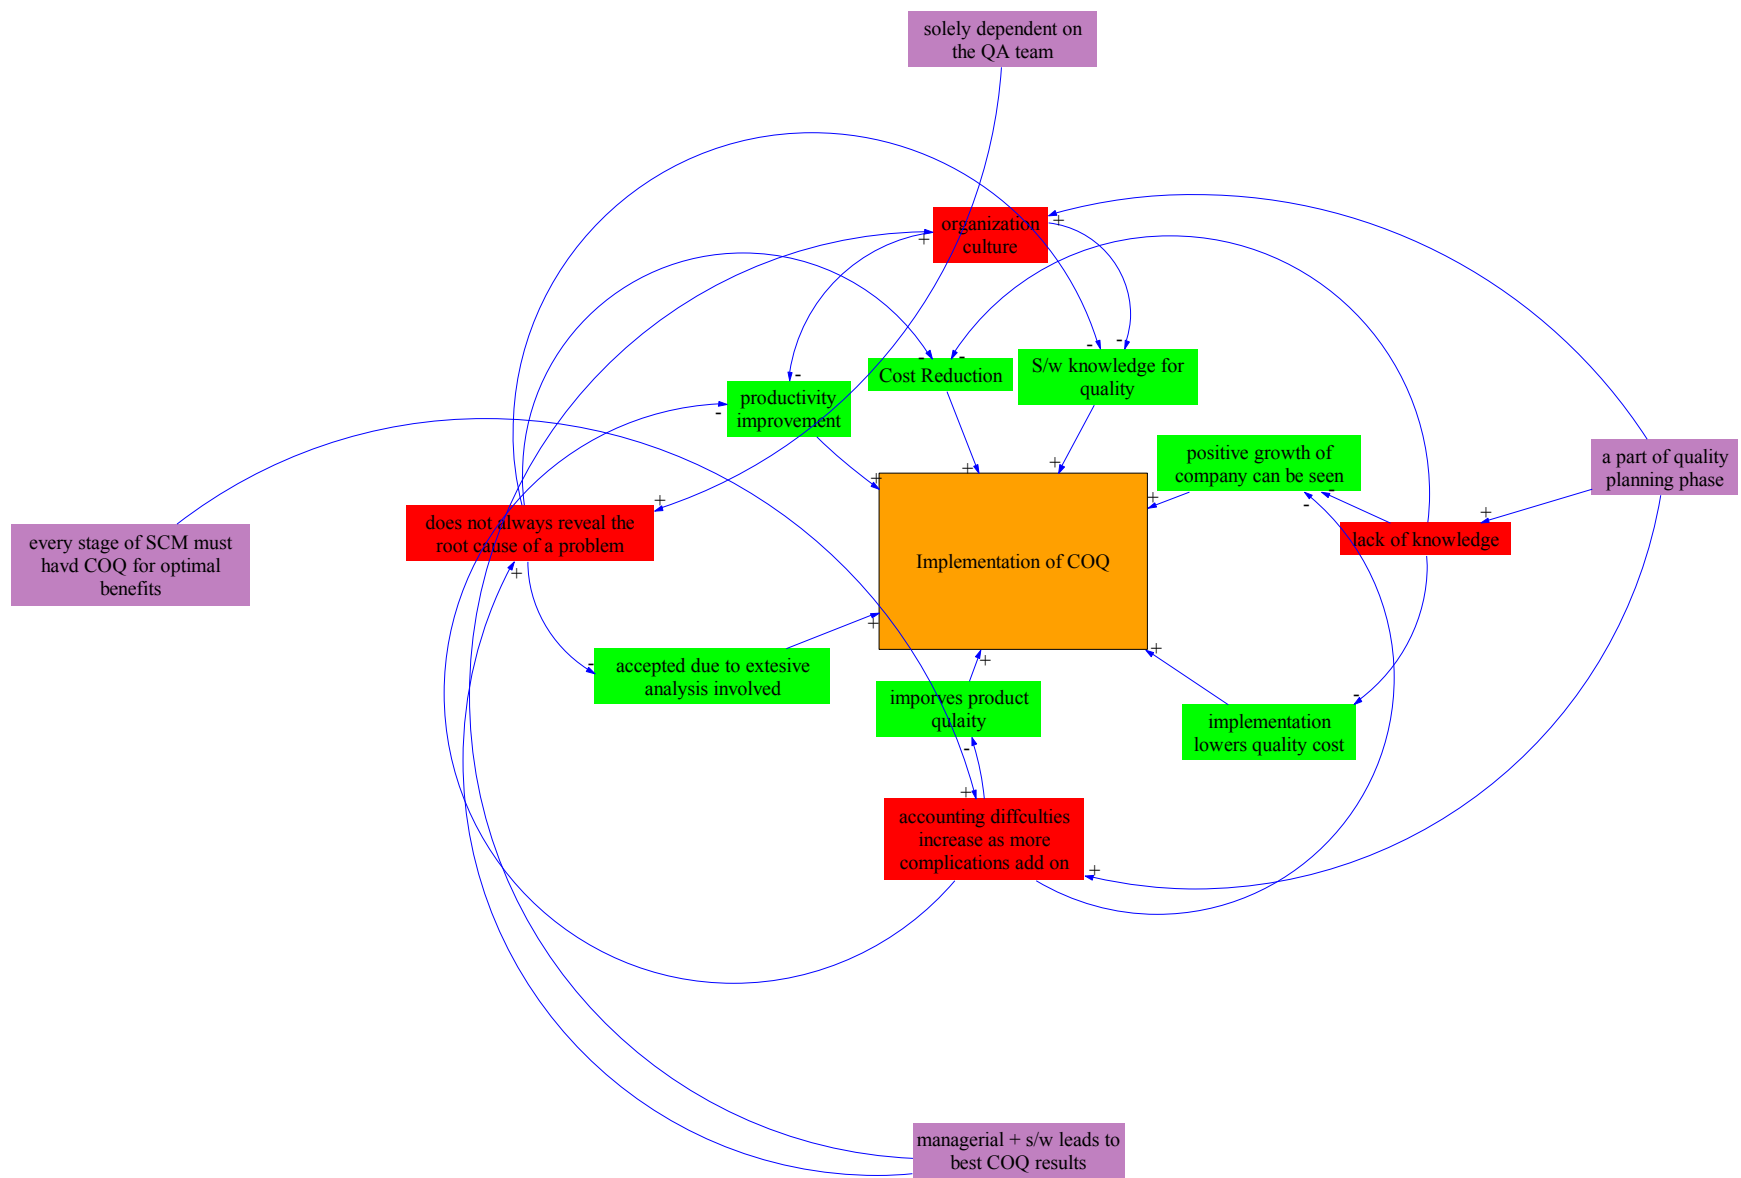 solely dependent on
the QA team
organization
culture
Cost Reduction
S/w knowledge for
quality
productivity
improvement
positive growth of
company can be seen
a part of quality
planning phase
does not always reveal the
root cause of a problem
lack of knowledge
every stage of SCM must
havd COQ for optimal
benefits
Implementation of COQ
accepted due to extesive
analysis involved
imporves product
qulaity
implementation
lowers quality cost
accounting diffculties
increase as more
complications add on
managerial + s/w leads to
best COQ results